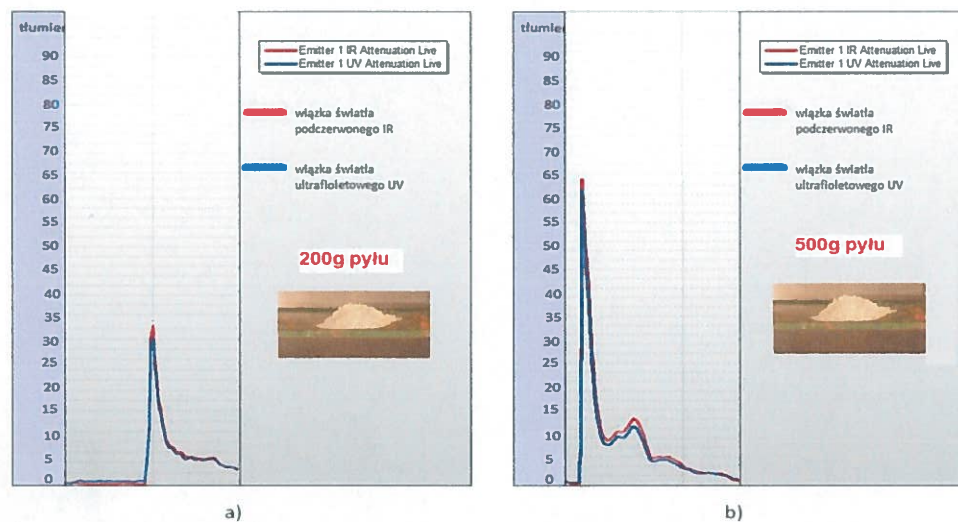 tłumier
90
85
80
75
70
65
60
55
50
45
40
35
30
25
20
15
10
5
0
Emitter 1 IR Attenuation Live
Emitter 1 UV Attenuation Live
wiązka światła
podczerwonego IR
wiązka światła
ultrafioletowego UV
200g pyłu
a)
tłumier
90
85
80
75
70
65
60
55
50
45
40
35
30
25
20
15
10
5
0
Emitter 1 IR Attenuation Live
Emitter 1 UV Attenuation Live
wiązka światła
podczerwonego IR
wiązka światła
ultrafioletowego UV
500g pyłu
b)